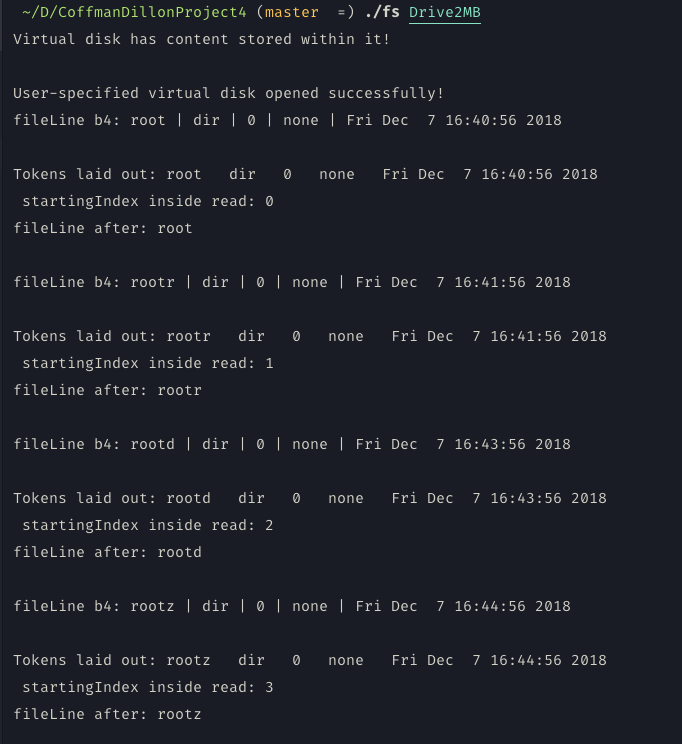 ~/D/CoffmanDillonProject4 (master =) ./fs Drive2MB
Virtual disk has content stored within it!
User-specified virtual disk opened successfully!
fileLine b4: root | dir | 0 | none | Fri Dec  7 16:40:56 2018
Tokens laid out: root   dir   0   none   Fri Dec  7 16:40:56 2018
startingIndex inside read: 0
fileLine after: root
fileLine b4: rootr | dir | 0 | none | Fri Dec  7 16:41:56 2018
Tokens laid out: rootr   dir   0   none   Fri Dec  7 16:41:56 2018
startingIndex inside read: 1
fileLine after: rootr
fileLine b4: rootd | dir | 0 | none | Fri Dec  7 16:43:56 2018
Tokens laid out: rootd   dir   0   none   Fri Dec  7 16:43:56 2018
startingIndex inside read: 2
fileLine after: rootd
fileLine b4: rootz | dir | 0 | none | Fri Dec  7 16:44:56 2018
Tokens laid out: rootz   dir   0   none   Fri Dec  7 16:44:56 2018
startingIndex inside read: 3
fileLine after: rootz